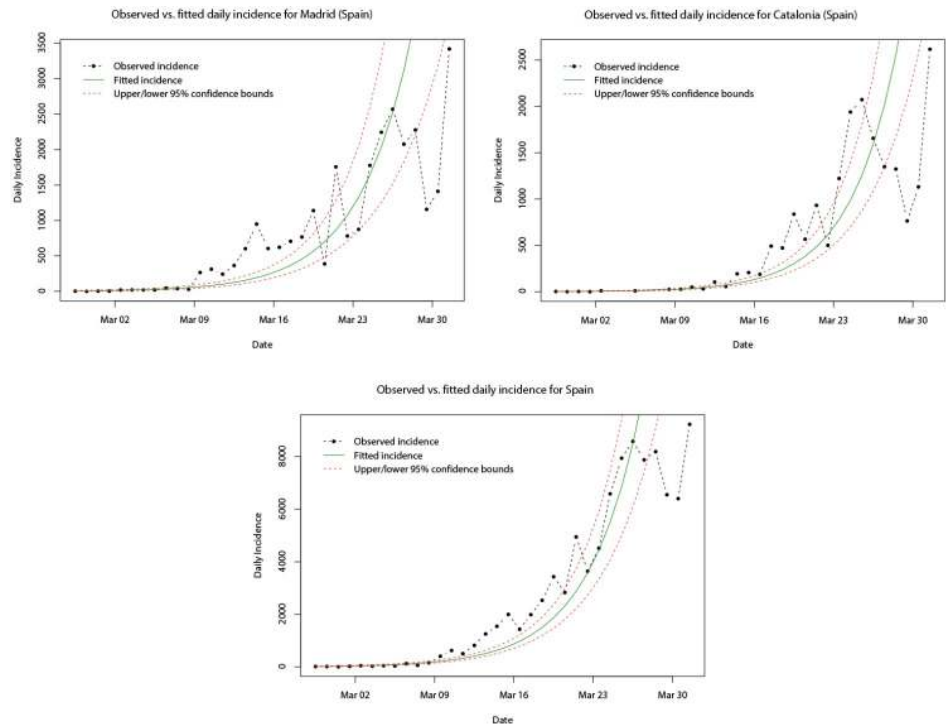 Observed vs. fitted daily incidence for Madrid (Spain)
3500
3000
2500
2000
1500
1000
500
0
Daily Incidence
Observed incidence
Fitted incidence
Upper/lower 95% confidence bounds
Mar 02
Mar 09
Mar 16
Mar 23
Mar 30
Date
Observed vs. fitted daily incidence for Catalonia (Spain)
2500
2000
1500
1000
500
0
Daily Incidence
Observed incidence
Fitted incidence
Upper/lower 95% confidence bounds
Mar 02
Mar 09
Mar 16
Mar 23
Mar 30
Date
Observed vs. fitted daily incidence for Spain
8000
6000
4000
2000
0
Daily Incidence
Observed incidence
Fitted incidence
Upper/lower 95% confidence bounds
Mar 02
Mar 09
Mar 16
Mar 23
Mar 30
Date